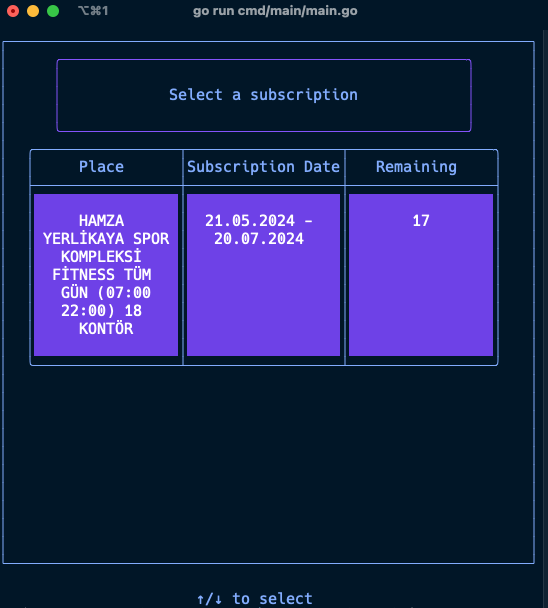 ⌥⌘1 go run cmd/main/main.go
Select a subscription
Place Subscription Date Remaining
HAMZA 21.05.2024 - 17
YERLİKAYA SPOR 20.07.2024
KOMPLEKSİ
FİTNESS TÜM
GÜN (07:00
22:00) 18
KONTÖR
↑/↓ to select